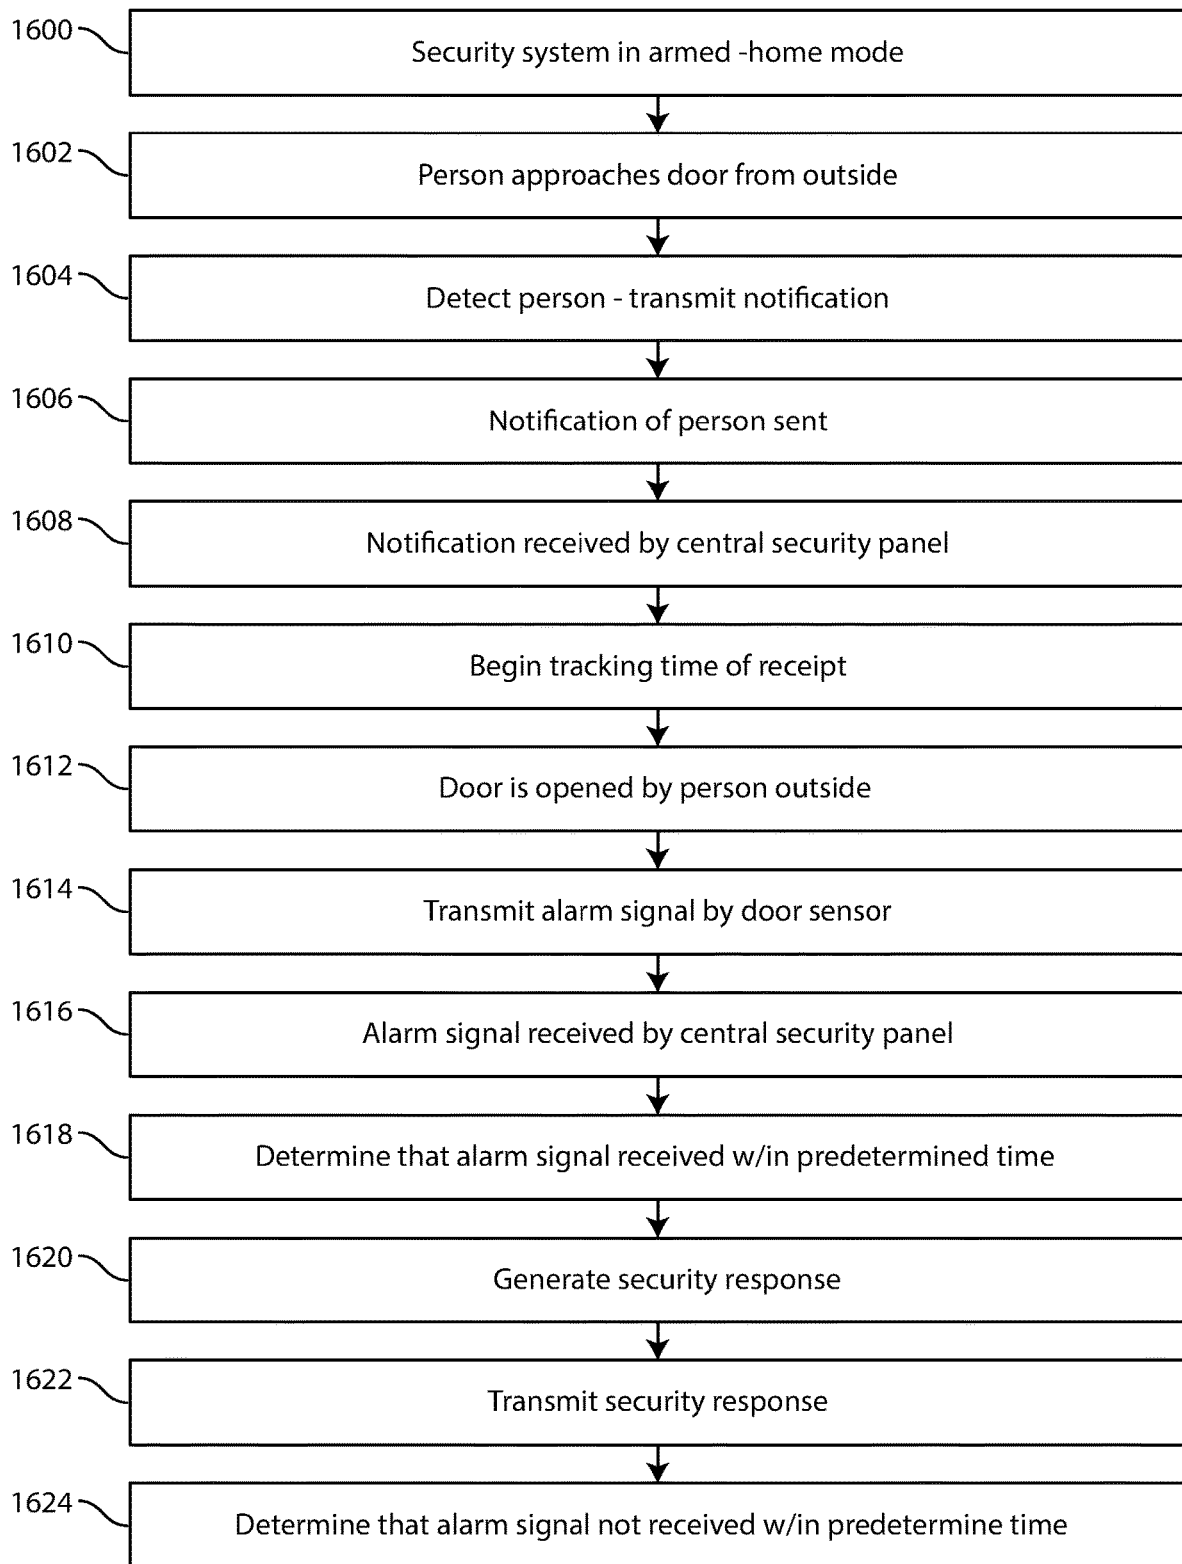 1600 Security system in armed -home mode
1602 Person approaches door from outside
1604 Detect person - transmit notification
1606 Notification of person sent
1608 Notification received by central security panel
1610 Begin tracking time of receipt
1612 Door is opened by person outside
1614 Transmit alarm signal by door sensor
1616 Alarm signal received by central security panel
1618 Determine that alarm signal received w/in predetermined time
1620 Generate security response
1622 Transmit security response
1624 Determine that alarm signal not received w/in predetermine time